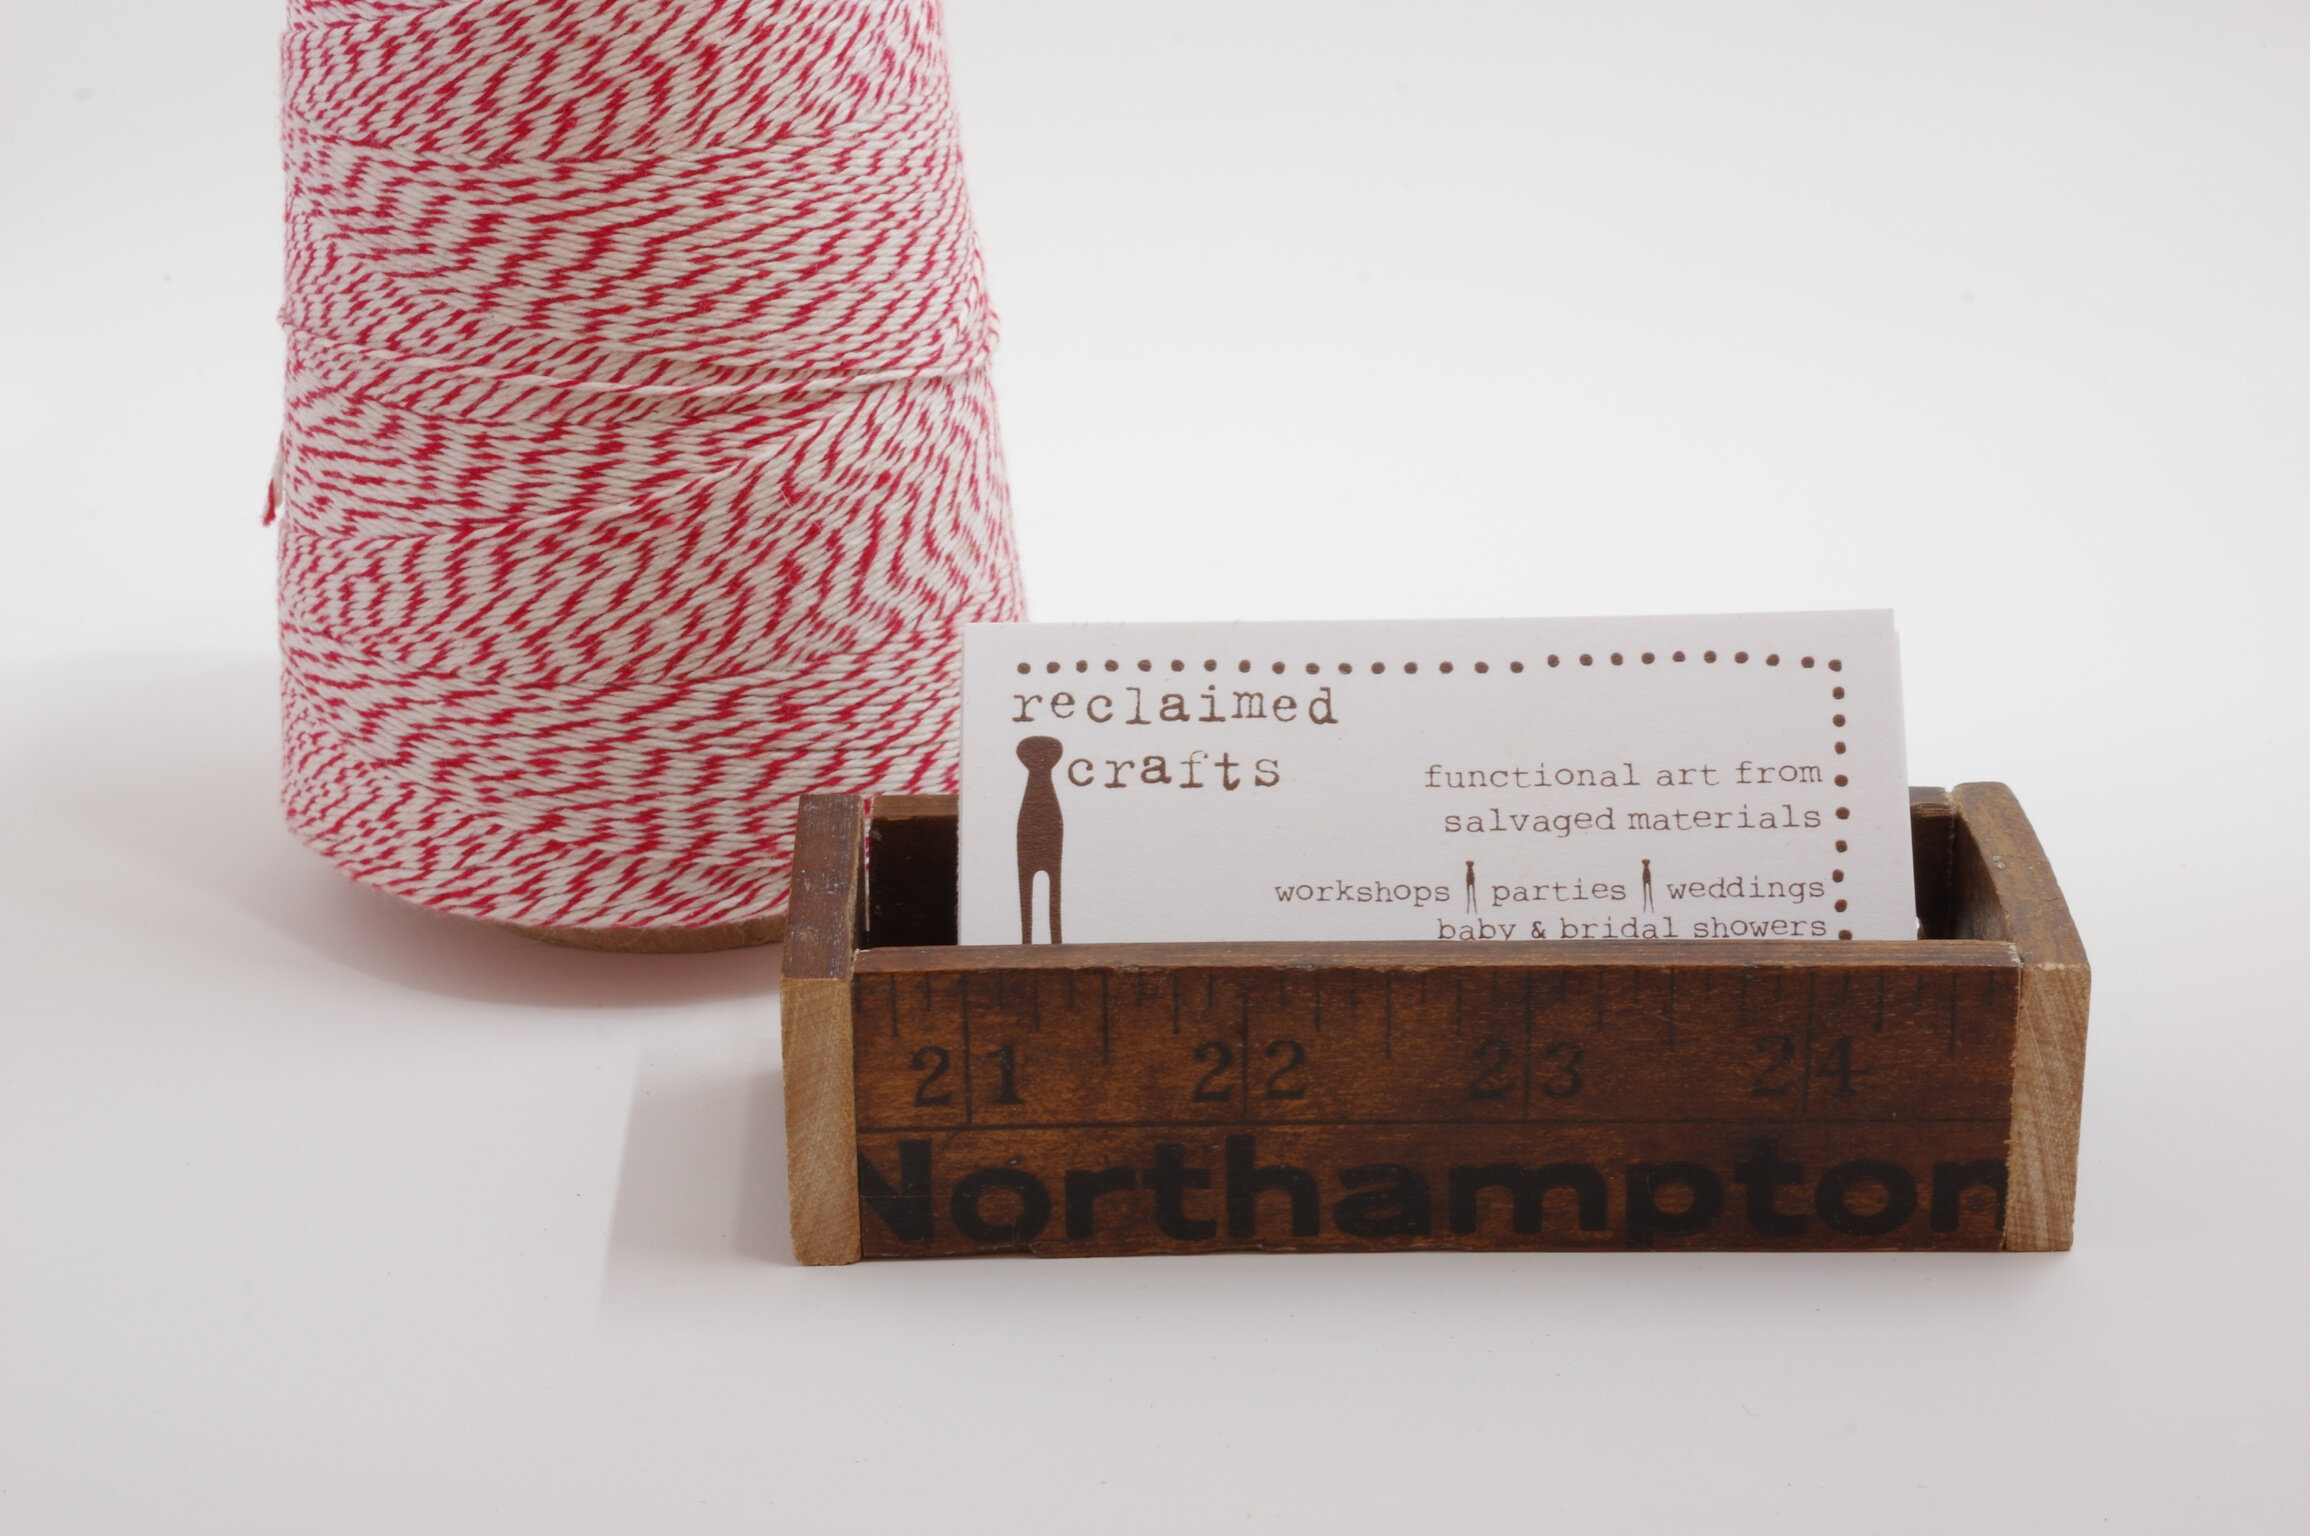 reclaimed
crafts
functional art from
salvaged materials
workshops parties weddings
baby & bridal showers
21 22 23 24
Northampton